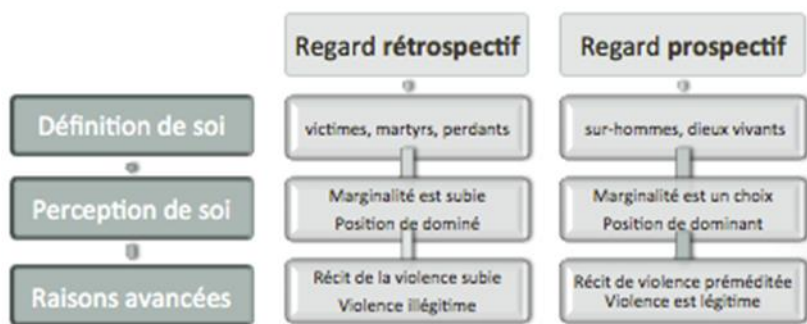 Regard rétrospectif
Regard prospectif
Définition de soi
victimes, martyrs, perdants
sur-hommes, dieux vivants
Perception de soi
Marginalité est subie
Position de dominé
Marginalité est un choix
Position de dominant
Raisons avancées
Récit de la violence subie
Violence illégitime
Récit de violence préméditée
Violence est légitime